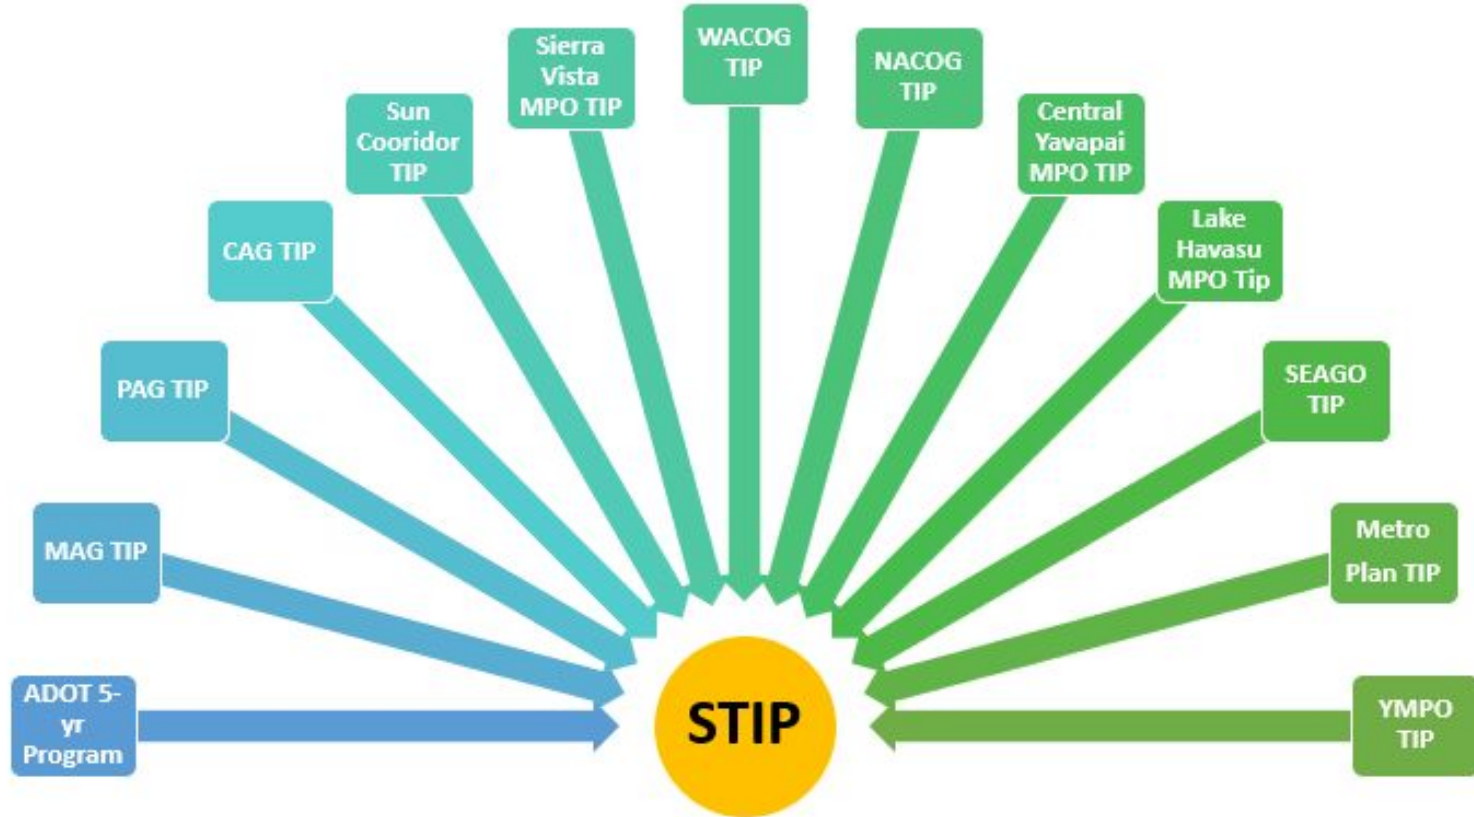 ADOT 5-
yr
Program
MAG TIP
PAG TIP
CAG TIP
Sun
Cooridor
TIP
Sierra
Vista
MPO TIP
WACOG
TIP
NACOG
TIP
Central
Yavapai
MPO TIP
Lake
Havasu
MPO Tip
SEAGO
TIP
Metro
Plan TIP
YMPO
TIP
STIP